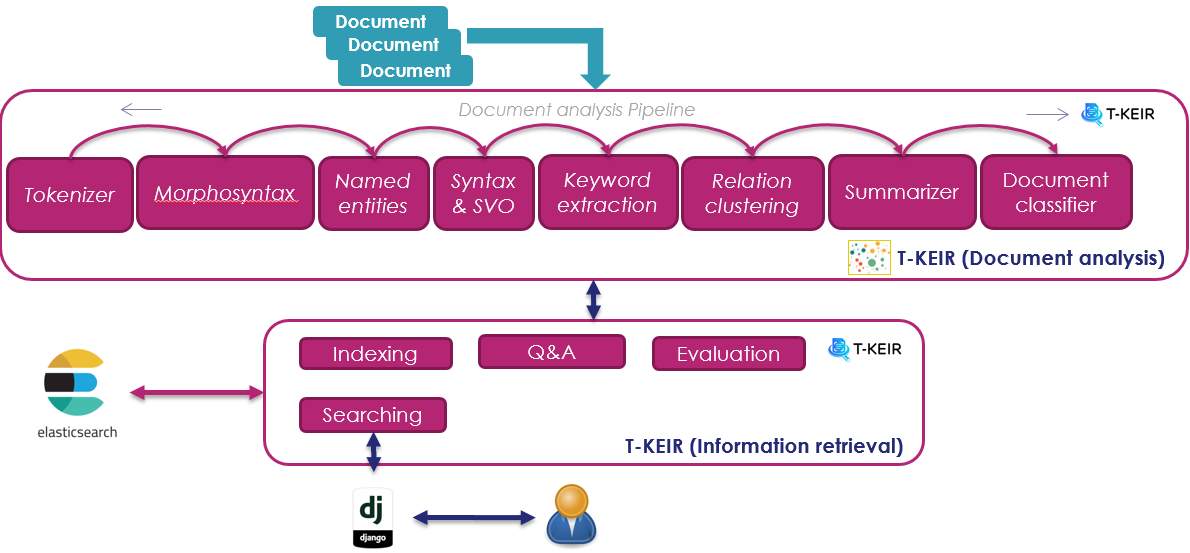 Document
Document
Document
Document analysis Pipeline
T-KEIR
Tokenizer
Morphosyntax
Named
entities
Syntax
& SVO
Keyword
extraction
Relation
clustering
Summarizer
Document
classifier
T-KEIR (Document analysis)
Indexing
Q&A
Evaluation
T-KEIR
Searching
T-KEIR (Information retrieval)
elasticsearch
dj
django